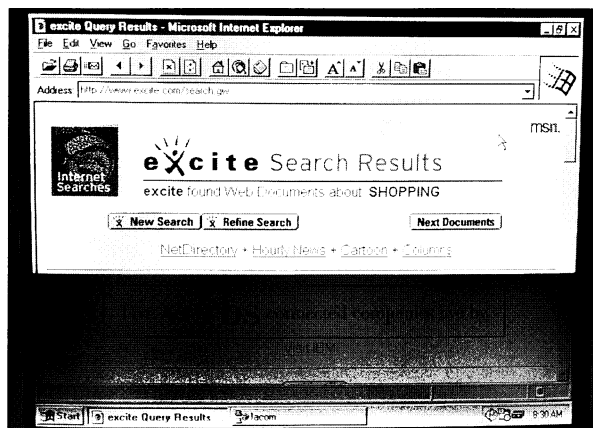 excite Query Results - Microsoft Internet Explorer
File Edit View Go Favorites Help
Address http://www.excite.com/search.gw
msn.
Internet
Searches
excite Search Results
excite found Web Documents about: SHOPPING
New Search Refine Search Next Documents
NetDirectory + Hourly News + Cartoon + Columns
Start excite Query Results 8:30 AM